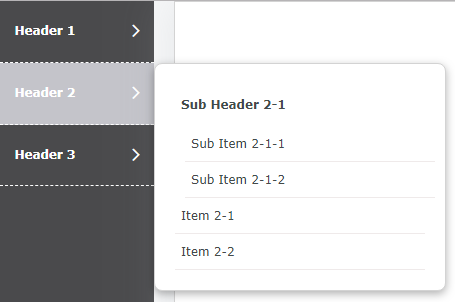 Header 1
Header 2
Header 3
Sub Header 2-1
Sub Item 2-1-1
Sub Item 2-1-2
Item 2-1
Item 2-2